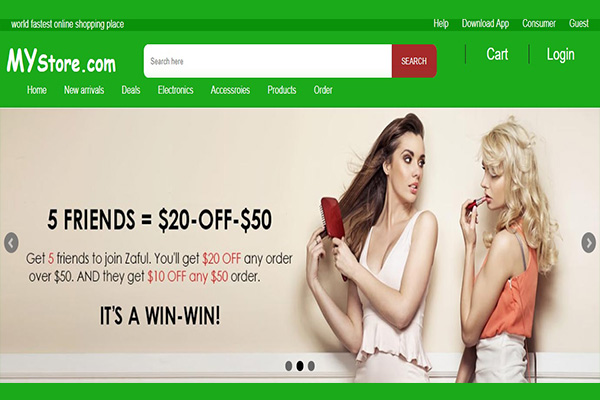 world fastest online shopping place
Help Download App Consumer Guest
MYStore.com
Search here
SEARCH
Cart Login
Home New arrivals Deals Electronics Accessroies Products Order
5 FRIENDS = $20-OFF-$50
Get 5 friends to join Zaful. You'll get $20 OFF any order
over $50. AND they get $10 OFF any $50 order.
IT'S A WIN-WIN!